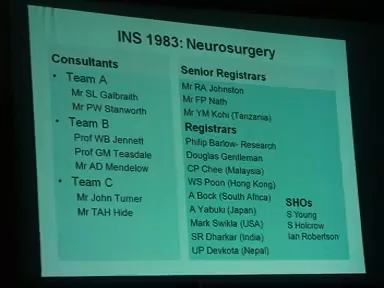 INS 1983: Neurosurgery
Consultants
• Team A
Mr SL Galbraith
Mr PW Stanworth
• Team B
Prof WB Jennett
Prof GM Teasdale
Mr AD Mendelow
• Team C
Mr John Turner
Mr TAH Hide
Senior Registrars
Mr RA Johnston
Mr FP Nath
Mr YM Kohi (Tanzania)
Registrars
Philip Barlow- Research
Douglas Gentleman
CP Chee (Malaysia)
WS Poon (Hong Kong)
A Bock (South Africa)
A Yabuki (Japan)
Mark Swikla (USA)
SR Dharkar (India)
UP Devkota (Nepal)
SHOs
S Young
S Holcrow
Ian Robertson